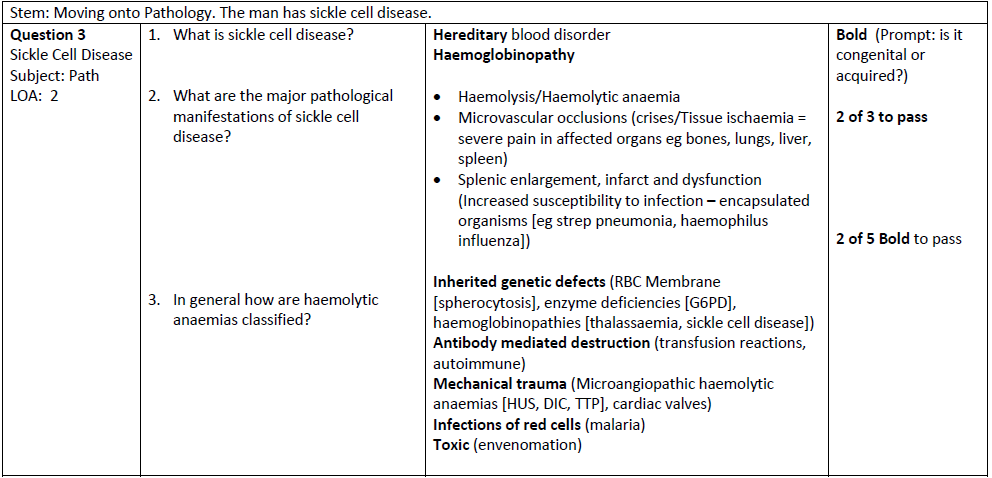 Stem: Moving onto Pathology. The man has sickle cell disease.
Question 3
Sickle Cell Disease
Subject: Path
LOA: 2
1. What is sickle cell disease?
2. What are the major pathological
manifestations of sickle cell
disease?
3. In general how are haemolytic
anaemias classified?
Hereditary blood disorder
Haemoglobinopathy
• Haemolysis/Haemolytic anaemia
• Microvascular occlusions (crises/Tissue ischaemia =
severe pain in affected organs eg bones, lungs, liver,
spleen)
• Splenic enlargement, infarct and dysfunction
(Increased susceptibility to infection – encapsulated
organisms [eg strep pneumonia, haemophilus
influenza])
Inherited genetic defects (RBC Membrane
[spherocytosis], enzyme deficiencies [G6PD],
haemoglobinopathies [thalassaemia, sickle cell disease])
Antibody mediated destruction (transfusion reactions,
autoimmune)
Mechanical trauma (Microangiopathic haemolytic
anaemias [HUS, DIC, TTP], cardiac valves)
Infections of red cells (malaria)
Toxic (envenomation)
Bold (Prompt: is it
congenital or
acquired?)
2 of 3 to pass
2 of 5 Bold to pass